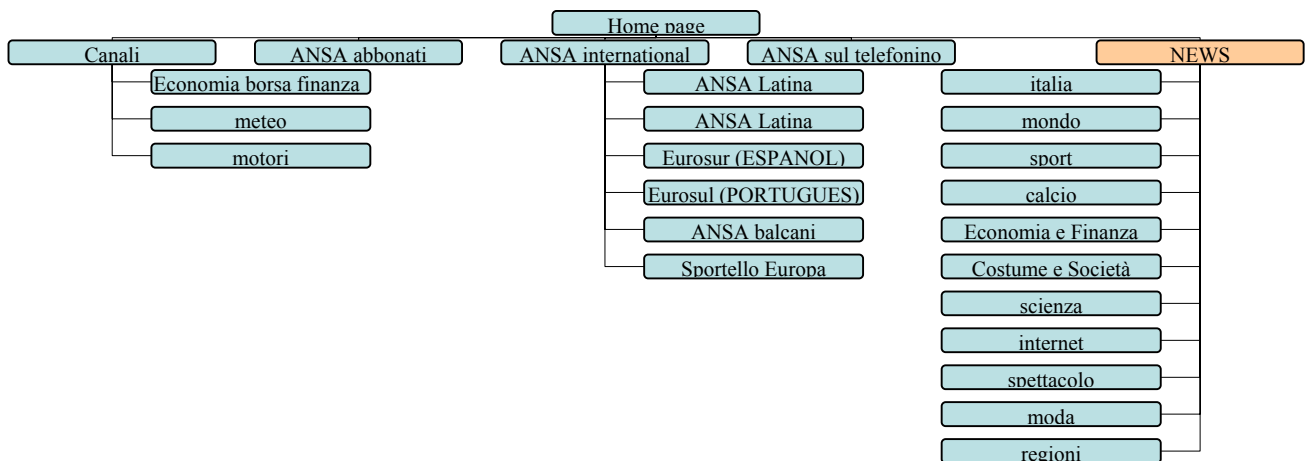 Home page
Canali
ANSA abbonati
ANSA international
ANSA sul telefonino
NEWS
Economia borsa finanza
meteo
motori
ANSA Latina
ANSA Latina
Eurosur (ESPANOL)
Eurosul (PORTUGUES)
ANSA balcani
Sportello Europa
italia
mondo
sport
calcio
Economia e Finanza
Costume e Società
scienza
internet
spettacolo
moda
regioni